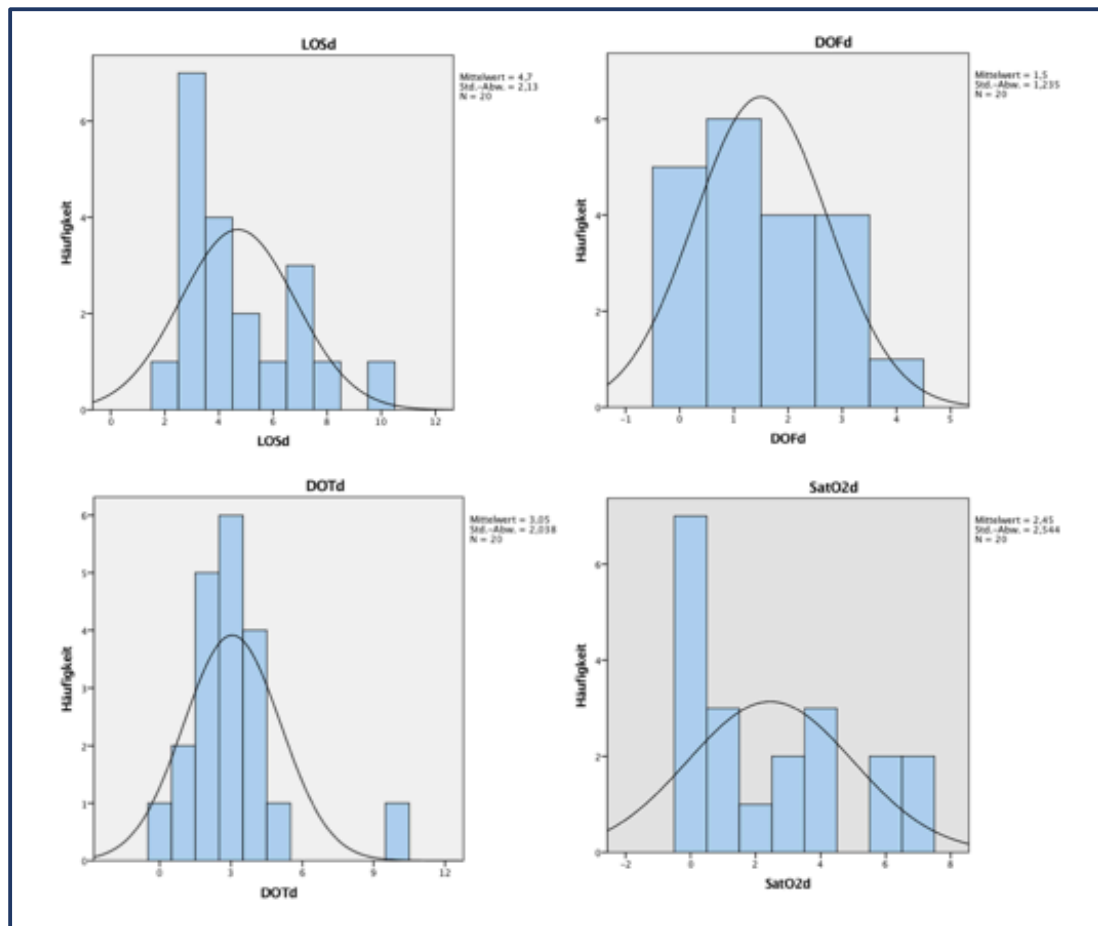 LOSd
Mittelwert = 4,7
Std.-Abw. = 2,13
N = 20
Häufigkeit
6
4
2
0
0 2 4 6 8 10 12
LOSd
DOFd
Mittelwert = 1,5
Std.-Abw. = 1,235
N = 20
Häufigkeit
6
4
2
0
-1 0 1 2 3 4 5
DOFd
DOTd
Mittelwert = 3,05
Std.-Abw. = 2,038
N = 20
Häufigkeit
6
5
4
3
2
1
0
0 3 6 9 12
DOTd
SatO2d
Mittelwert = 2,45
Std.-Abw. = 2,544
N = 20
Häufigkeit
6
4
2
0
-2 0 2 4 6 8
SatO2d